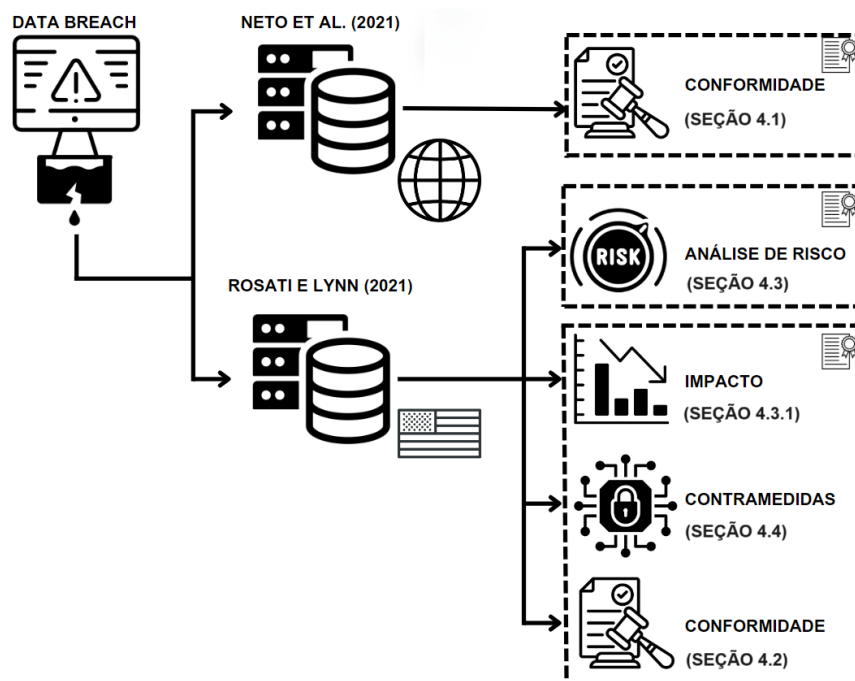 DATA BREACH
NETO ET AL. (2021)
CONFORMIDADE
(SEÇÃO 4.1)
RISK
ANÁLISE DE RISCO
(SEÇÃO 4.3)
ROSATI E LYNN (2021)
IMPACTO
(SEÇÃO 4.3.1)
CONTRAMEDIDAS
(SEÇÃO 4.4)
CONFORMIDADE
(SEÇÃO 4.2)